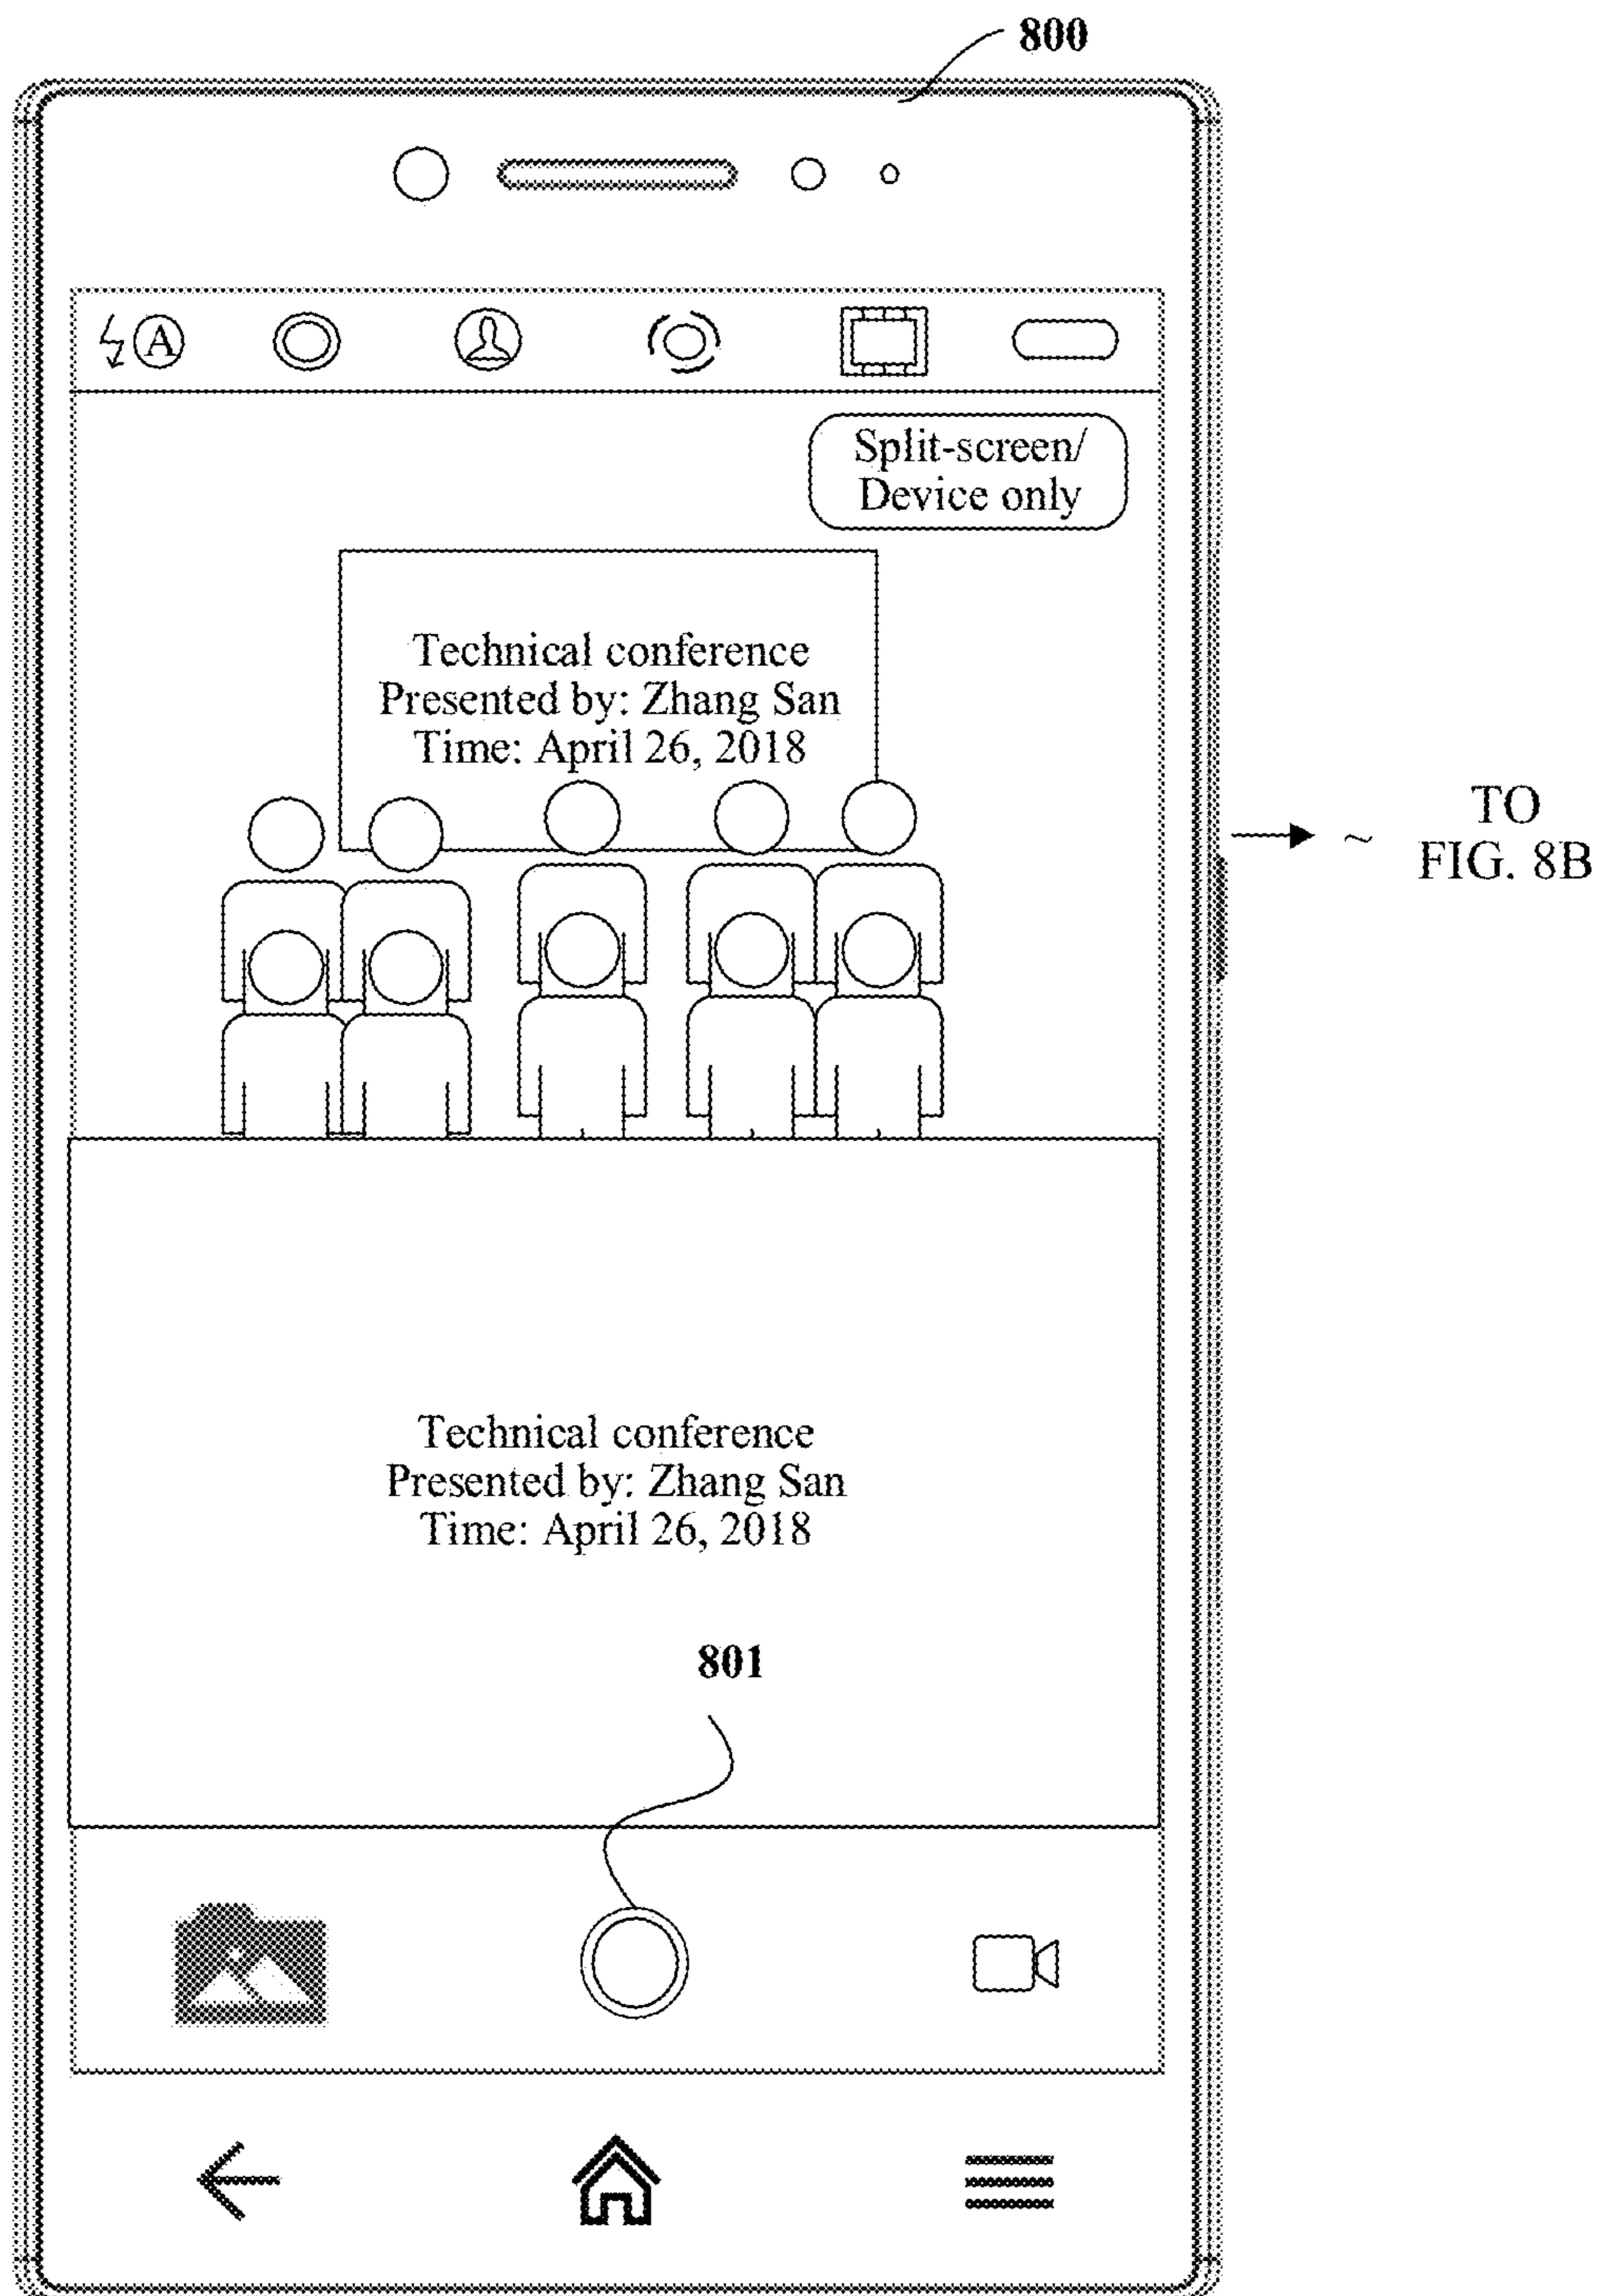 800
A
Split-screen/
Device only
Technical conference
Presented by: Zhang San
Time: April 26, 2018
~ TO
FIG. 8B
Technical conference
Presented by: Zhang San
Time: April 26, 2018
801